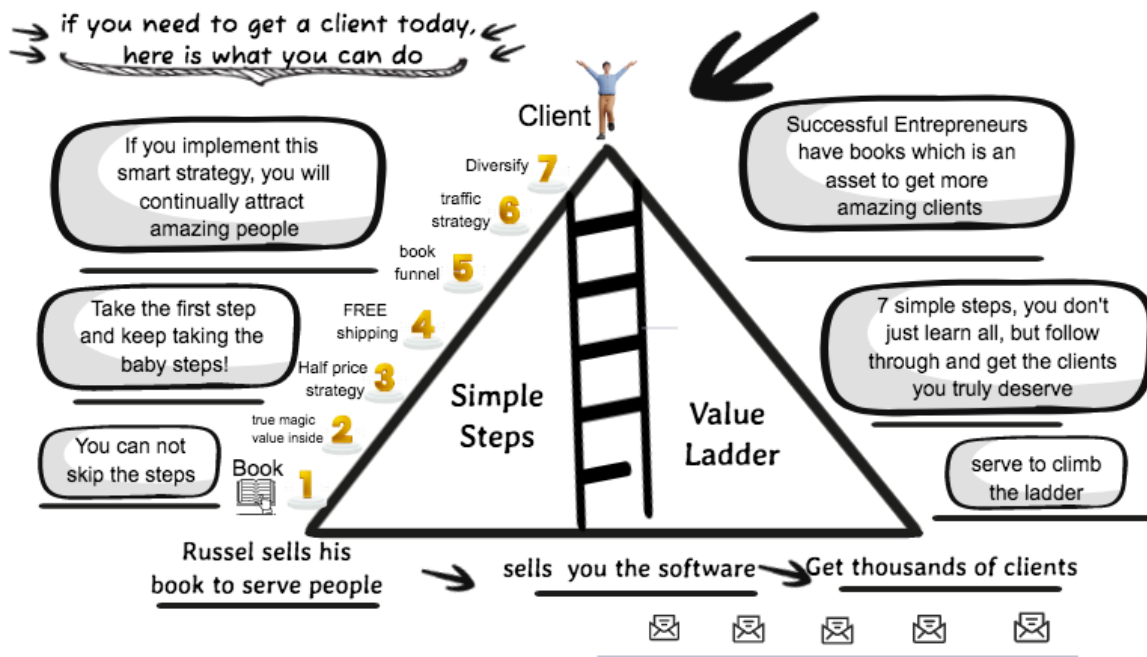 if you need to get a client today,
here is what you can do
Client
If you implement this
smart strategy, you will
continually attract
amazing people
Successful Entrepreneurs
have books which is an
asset to get more
amazing clients
Diversify 7
traffic
strategy 6
book
funnel 5
FREE
shipping 4
Half price
strategy 3
true magic
value inside 2
Book 1
Take the first step
and keep taking the
baby steps!
You can not
skip the steps
Simple
Steps
Value
Ladder
7 simple steps, you don't
just learn all, but follow
through and get the clients
you truly deserve
serve to climb
the ladder
Russel sells his
book to serve people
sells you the software
Get thousands of clients